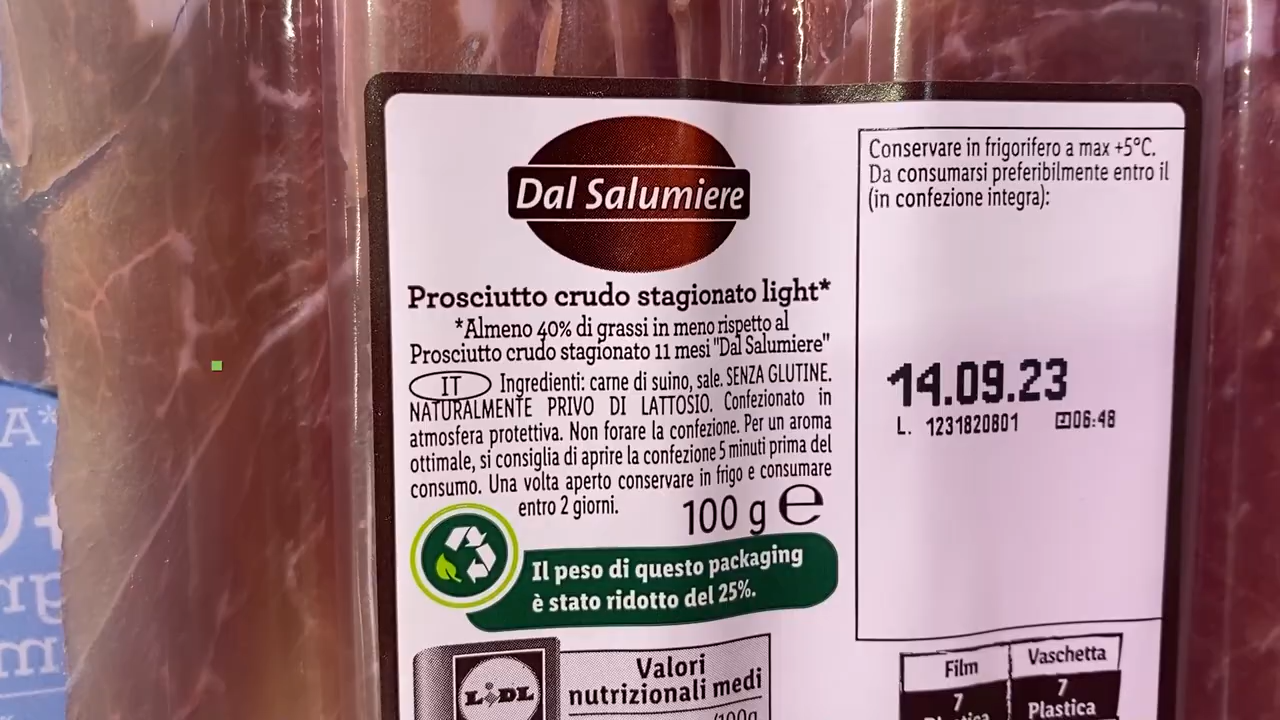 Dal Salumiere
Prosciutto crudo stagionato light*
*Almeno 40% di grassi in meno rispetto al
Prosciutto crudo stagionato 11 mesi "Dal Salumiere"
IT Ingredienti: carne di suino, sale. SENZA GLUTINE.
NATURALMENTE PRIVO DI LATTOSIO. Confezionato in
atmosfera protettiva. Non forare la confezione. Per un aroma
ottimale, si consiglia di aprire la confezione 5 minuti prima del
consumo. Una volta aperto conservare in frigo e consumare
entro 2 giorni.
100 g ℮
Il peso di questo packaging
è stato ridotto del 25%.
LIDL
Valori
nutrizionali medi
/100g
Conservare in frigorifero a max +5°C.
Da consumarsi preferibilmente entro il
(in confezione integra):
14.09.23
L. 1231820801 06:48
Film
7
Vaschetta
7
Plastica
A*